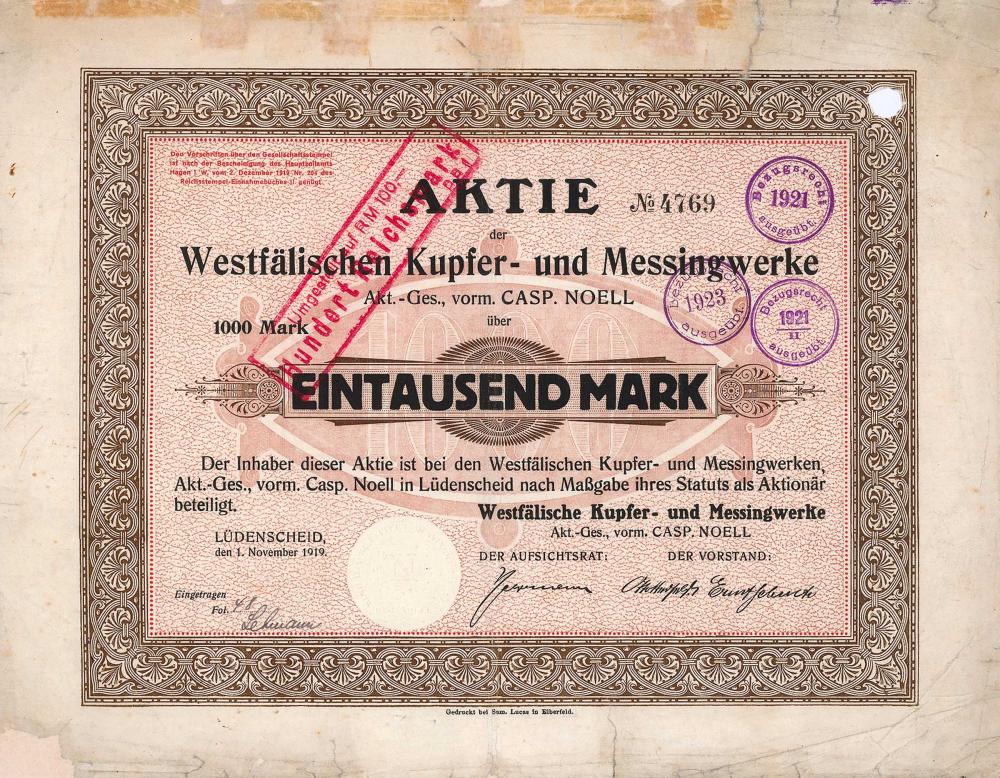 Den Vorschriften über den Gesellschaftsstempel
ist nach der Bescheinigung des Hauptzollamts
Hagen i W. vom 2. Dezember 1919 Nr. 204 des
Reichsstempel-Einnahmebuches II. genügt.
Umgestellt auf RM 100.—
Hundert Reichsmark
AKTIE № 4769
Bezugsrecht
1921
ausgeübt
der
Westfälischen Kupfer- und Messingwerke
Akt.-Ges., vorm. CASP. NOELL
Bezugsrecht
1923
ausgeübt
Bezugsrecht
1921
II
ausgeübt
1000 Mark
über
1000
EINTAUSEND MARK
Der Inhaber dieser Aktie ist bei den Westfälischen Kupfer- und Messingwerken,
Akt.-Ges., vorm. Casp. Noell in Lüdenscheid nach Maßgabe ihres Statuts als Aktionär
beteiligt.
Westfälische Kupfer- und Messingwerke
Akt.-Ges., vorm. CASP. NOELL
LÜDENSCHEID,
den 1. November 1919.
DER AUFSICHTSRAT: DER VORSTAND:
Eingetragen
Fol. 48
Lehmann
Gedruckt bei Sam. Lucas in Elberfeld.